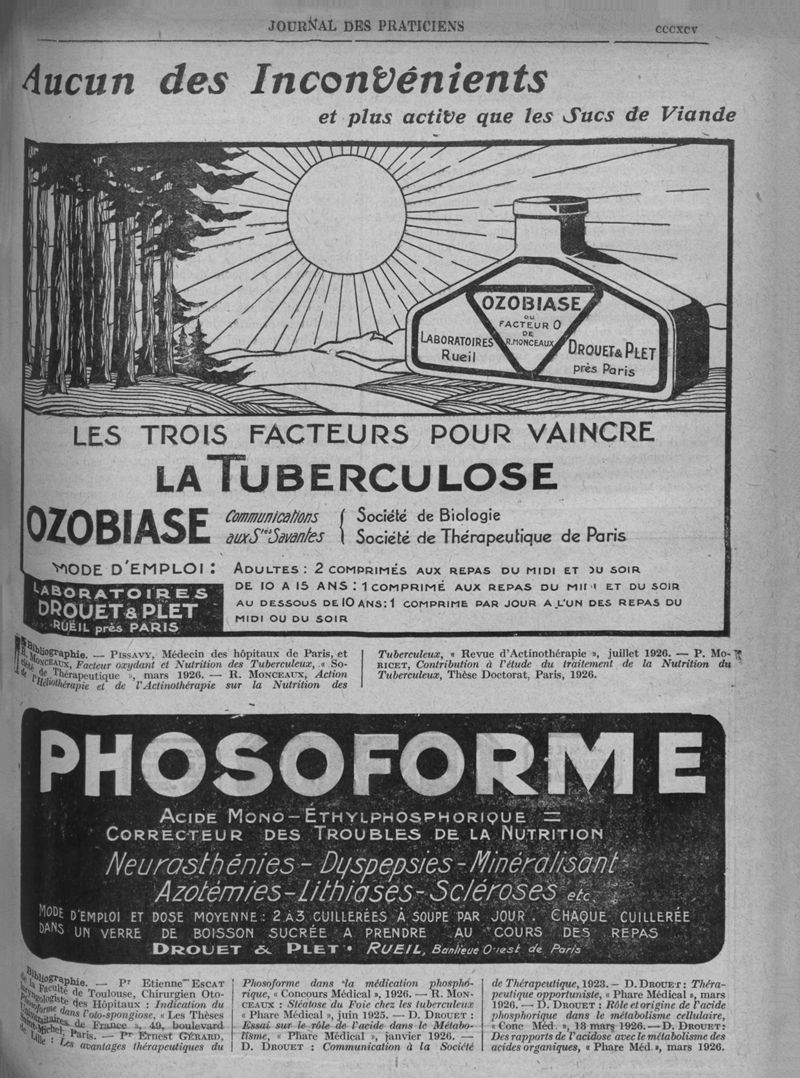 JOURNAL DES PRATICIENS
CCCXCV
Aucun des Inconvénients
et plus active que les Sucs de Viande
OZOBIASE
OU
FACTEUR O
DE
R. MONCEAUX
LABORATOIRES
Rueil
DROUET & PLET
près Paris
LES TROIS FACTEURS POUR VAINCRE
LA TUBERCULOSE
OZOBIASE
Communications
aux Stés Savantes
Société de Biologie
Société de Thérapeutique de Paris
MODE D'EMPLOI :
ADULTES : 2 COMPRIMÉS AUX REPAS DU MIDI ET DU SOIR
DE 10 A 15 ANS : 1 COMPRIMÉ AUX REPAS DU MIDI ET DU SOIR
AU DESSOUS DE 10 ANS : 1 COMPRIME PAR JOUR A L'UN DES REPAS DU
MIDI OU DU SOIR
LABORATOIRES
DROUET & PLET
RUEIL près PARIS
Bibliographie. — PISSAVY, Médecin des hôpitaux de Paris, et
R. MONCEAUX, Facteur oxydant et Nutrition des Tuberculeux, « So-
ciété de Thérapeutique », mars 1926. — R. MONCEAUX, Action
de l'Héliothérapie et de l'Actinothérapie sur la Nutrition des
Tuberculeux, « Revue d'Actinothérapie », juillet 1926. — P. MO-
RICET, Contribution à l'étude du traitement de la Nutrition du
Tuberculeux, Thèse Doctorat, Paris, 1926.
PHOSOFORME
ACIDE MONO-ÉTHYLPHOSPHORIQUE =
CORRECTEUR DES TROUBLES DE LA NUTRITION
Neurasthénies - Dyspepsies - Minéralisant
Azotémies - Lithiases - Scléroses etc.
MODE D'EMPLOI ET DOSE MOYENNE : 2 A 3 CUILLERÉES À SOUPE PAR JOUR. CHAQUE CUILLERÉE
DANS UN VERRE DE BOISSON SUCRÉE A PRENDRE AU COURS DES REPAS
DROUET & PLET • RUEIL, Banlieue Ouest de Paris
Bibliographie. — Pr Etienne ESCAT
de la Faculté de Toulouse, Chirurgien Oto-
laryngologiste des Hôpitaux : Indication du
Phosoforme dans l'oto-spongiose, « Les Thèses
Universitaires de France », 49, boulevard
Saint-Michel, Paris. — Pr Ernest GÉRARD,
de Lille : Les avantages thérapeutiques du
Phosoforme dans la médication phospho-
rique, « Concours Médical », 1926. — R. MON-
CEAUX : Stéatose du Foie chez les tuberculeux
« Phare Médical », juin 1925. — D. DROUET :
Essai sur le rôle de l'acide dans le Métabo-
lisme, « Phare Médical », janvier 1926. —
D. DROUET : Communication à la Société
de Thérapeutique, 1923. — D. DROUET : Théra-
peutique opportuniste, « Phare Médical », mars
1926. — D. DROUET : Rôle et origine de l'acide
phosphorique dans le métabolisme cellulaire,
« Conc Méd. », 18 mars 1926. — D. DROUET :
Des rapports de l'acidose avec le métabolisme des
acides organiques, « Phare Méd. », mars 1926.